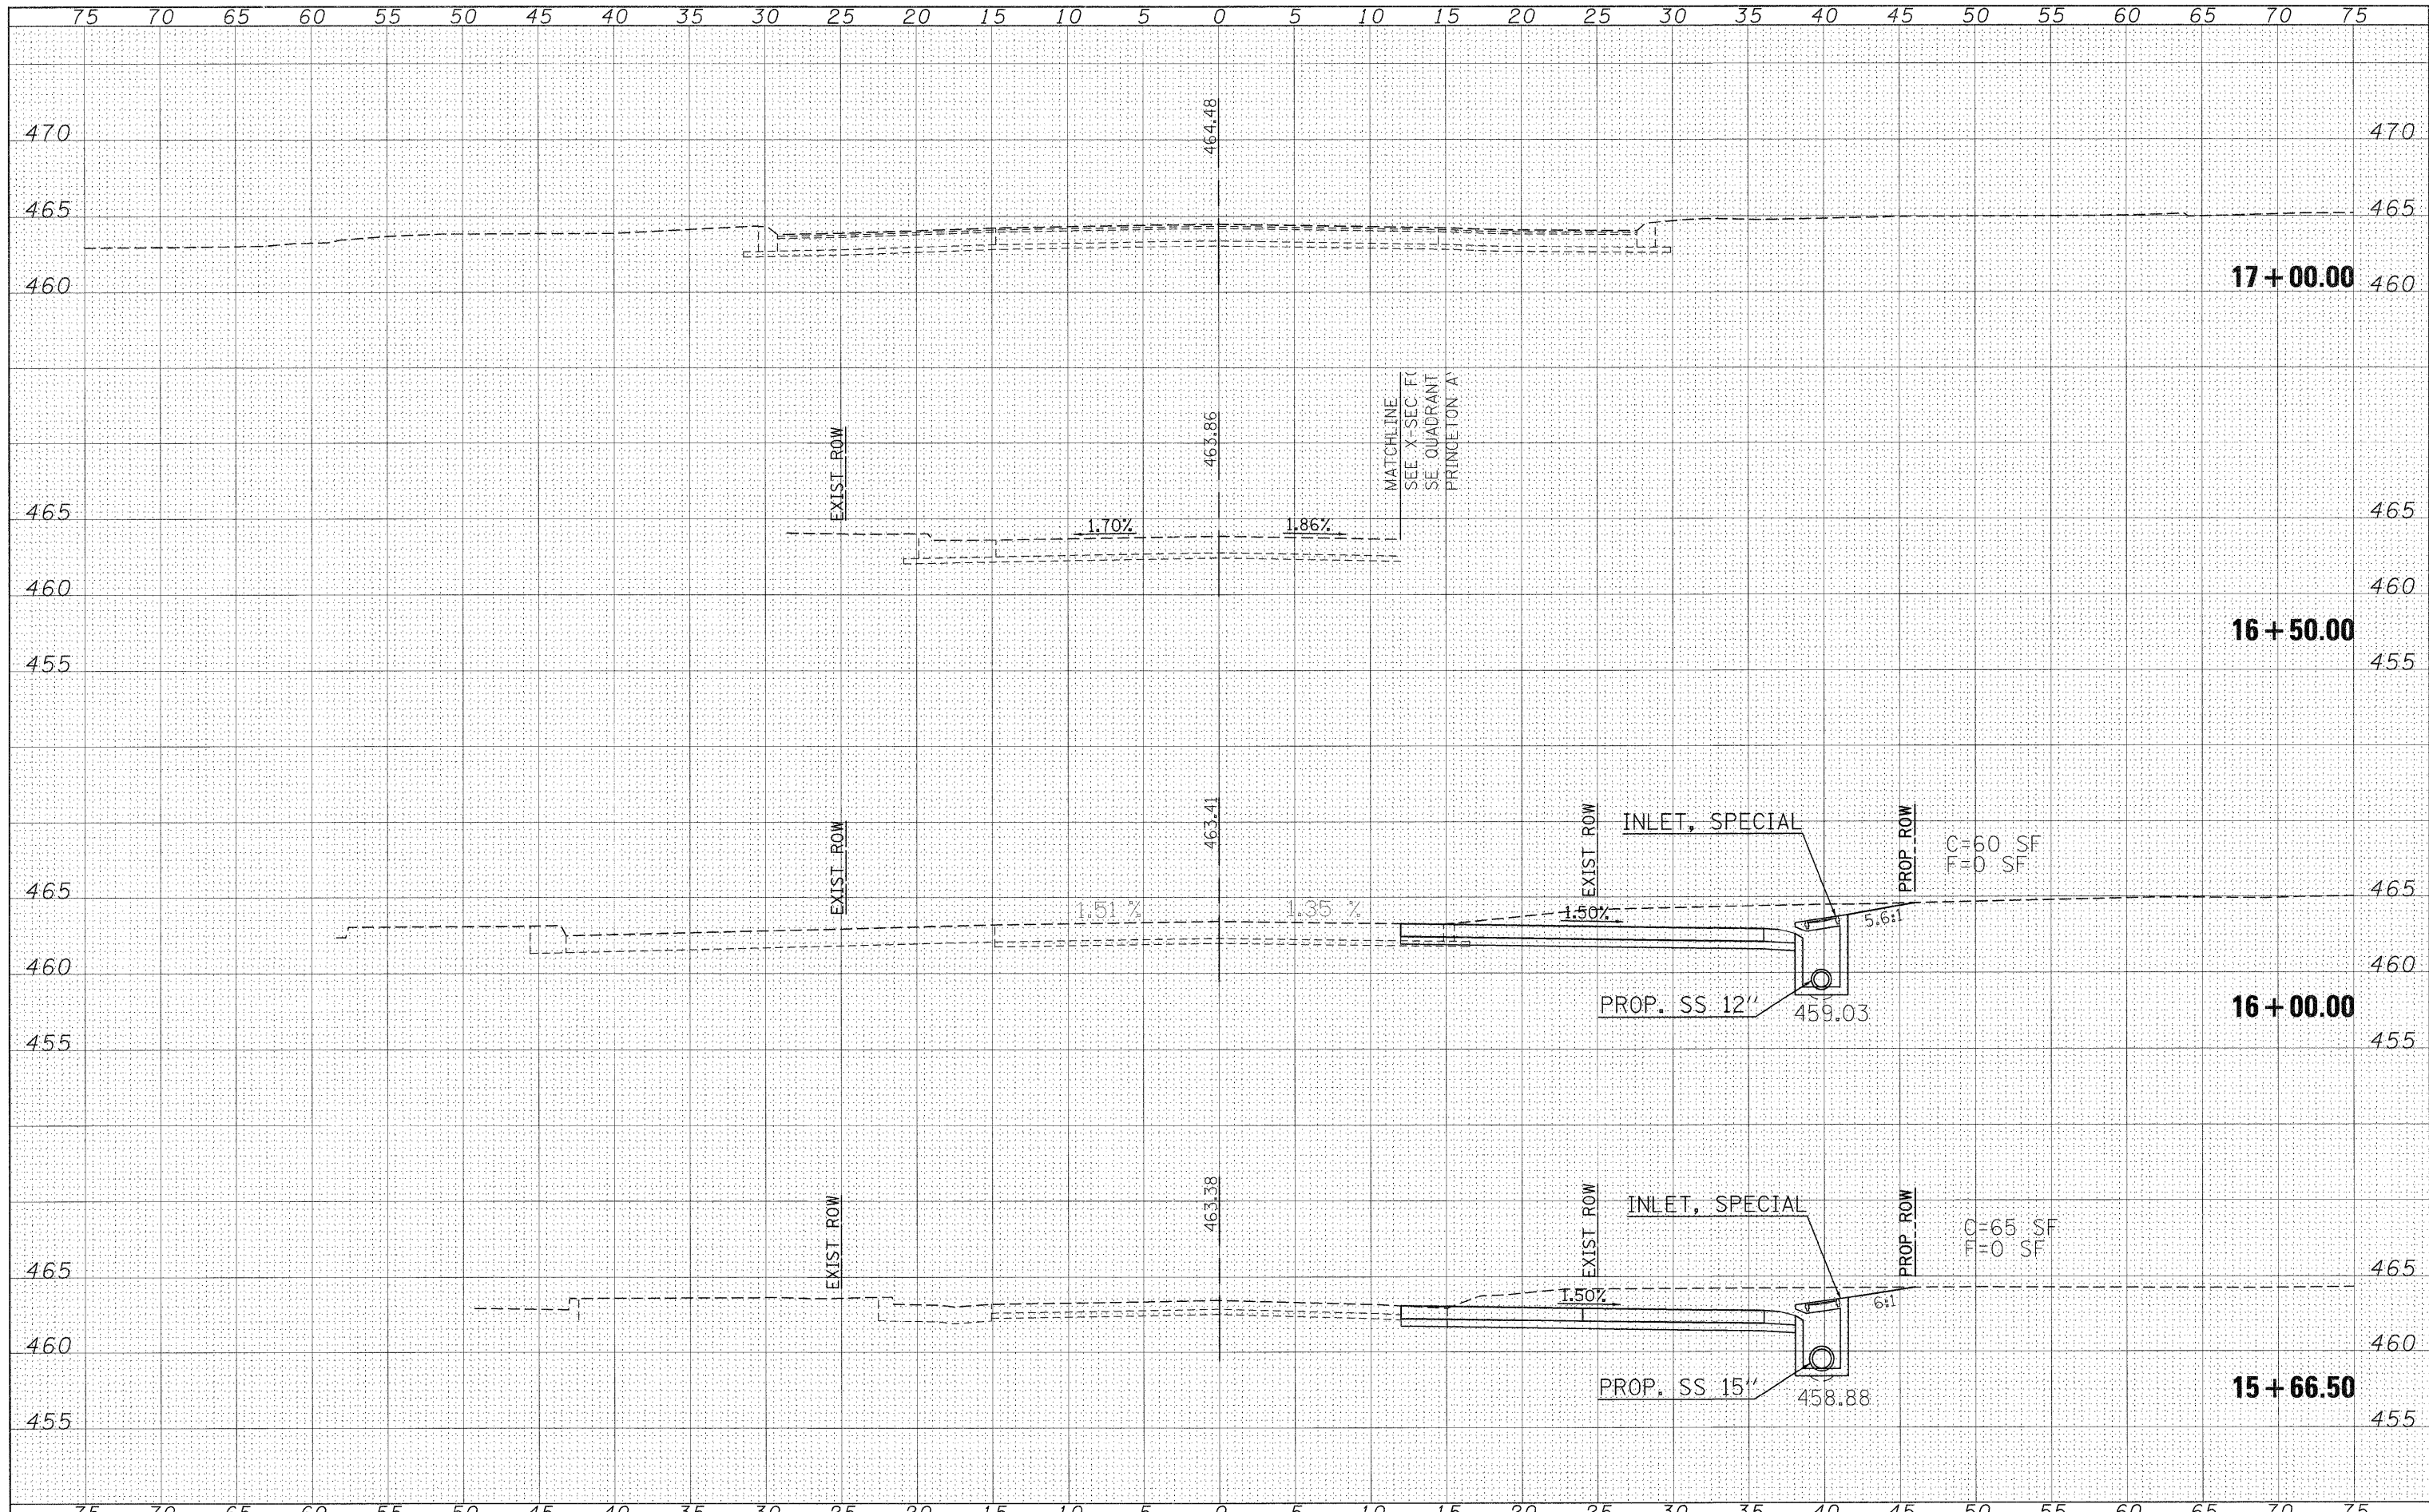 75 70 65 60 55 50 45 40 35 30 25 20 15 10 5 0 5 10 15 20 25 30 35 40 45 50 55 60 65 70 75
464.48
470 470
465 465
17+00.00
460 460
463.86
EXIST ROW
MATCHLINE
SEE X-SEC
SE QUADRANT
PRINCETON
465 465
1.70% 1.86%
460 460
16+50.00
455 455
463.41
EXIST ROW
EXIST ROW
INLET, SPECIAL
PROP ROW
C=60 SF
F=0 SF
465 465
1.51 % 1.35 % 1.50% 5.6:1
460 460
PROP. SS 12"
459.03
16+00.00
455 455
463.38
EXIST ROW
EXIST ROW
INLET, SPECIAL
PROP ROW
C=65 SF
F=0 SF
465 465
1.50% 6:1
460 460
PROP. SS 15"
458.88
15+66.50
455 455
75 70 65 60 55 50 45 40 35 30 25 20 15 10 5 0 5 10 15 20 25 30 35 40 45 50 55 60 65 70 75